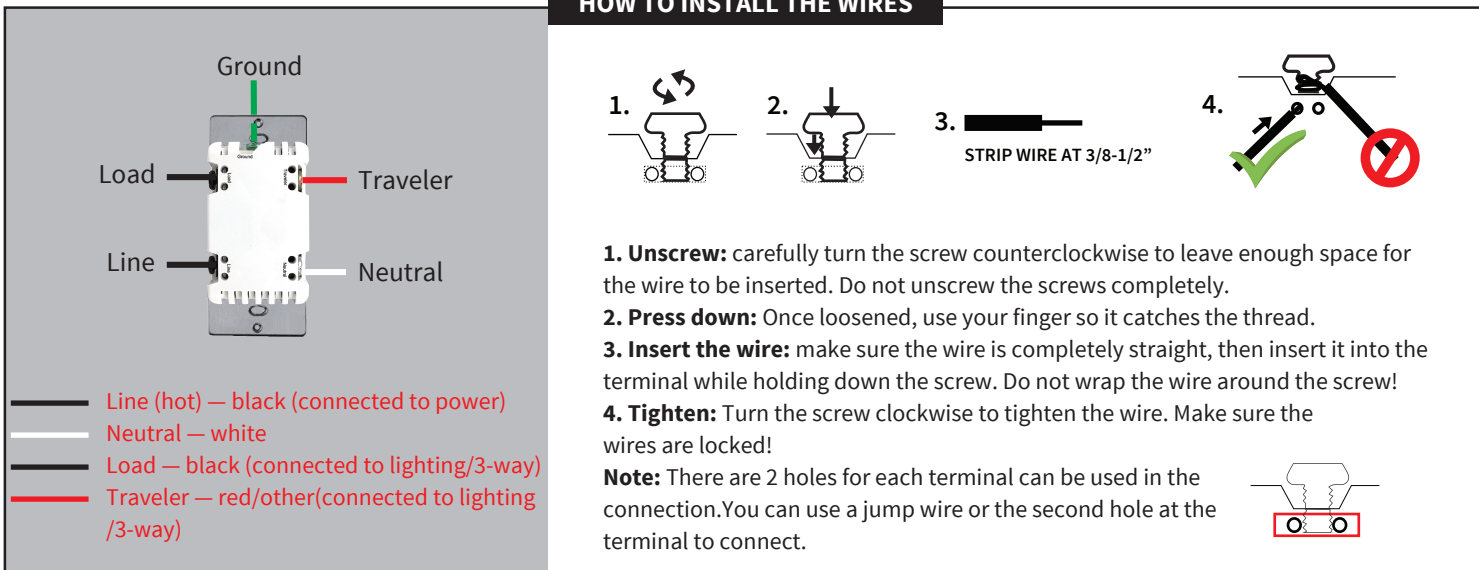 HOW TO INSTALL THE WIRES
Ground
Ground
Load
Load
Traveler
Traveler
Line
Line
Neutral
Neutral
Line (hot) — black (connected to power)
Neutral — white
Load — black (connected to lighting/3-way)
Traveler — red/other(connected to lighting
/3-way)
1.
2.
3.
STRIP WIRE AT 3/8-1/2”
4.
1. Unscrew: carefully turn the screw counterclockwise to leave enough space for
the wire to be inserted. Do not unscrew the screws completely.
2. Press down: Once loosened, use your finger so it catches the thread.
3. Insert the wire: make sure the wire is completely straight, then insert it into the
terminal while holding down the screw. Do not wrap the wire around the screw!
4. Tighten: Turn the screw clockwise to tighten the wire. Make sure the
wires are locked!
Note: There are 2 holes for each terminal can be used in the
connection.You can use a jump wire or the second hole at the
terminal to connect.